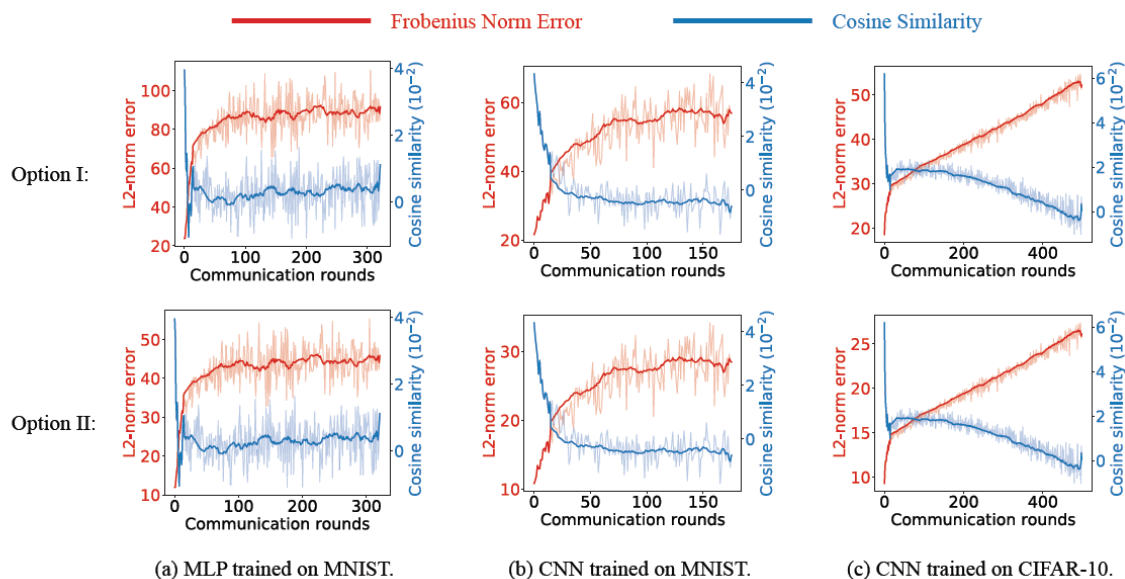 Frobenius Norm Error
Cosine Similarity
Option I:
L2-norm error
100
80
60
40
20
0
100
200
300
Communication rounds
4
2
0
Cosine similarity (10⁻²)
L2-norm error
60
40
20
0
50
100
150
Communication rounds
4
2
0
Cosine similarity (10⁻²)
L2-norm error
50
40
30
20
0
200
400
Communication rounds
6
4
2
0
Cosine similarity (10⁻²)
Option II:
L2-norm error
50
40
30
20
10
0
100
200
300
Communication rounds
4
2
0
Cosine similarity (10⁻²)
L2-norm error
30
20
10
0
50
100
150
Communication rounds
4
2
0
Cosine similarity (10⁻²)
L2-norm error
25
20
15
10
0
200
400
Communication rounds
6
4
2
0
Cosine similarity (10⁻²)
(a) MLP trained on MNIST.
(b) CNN trained on MNIST.
(c) CNN trained on CIFAR-10.